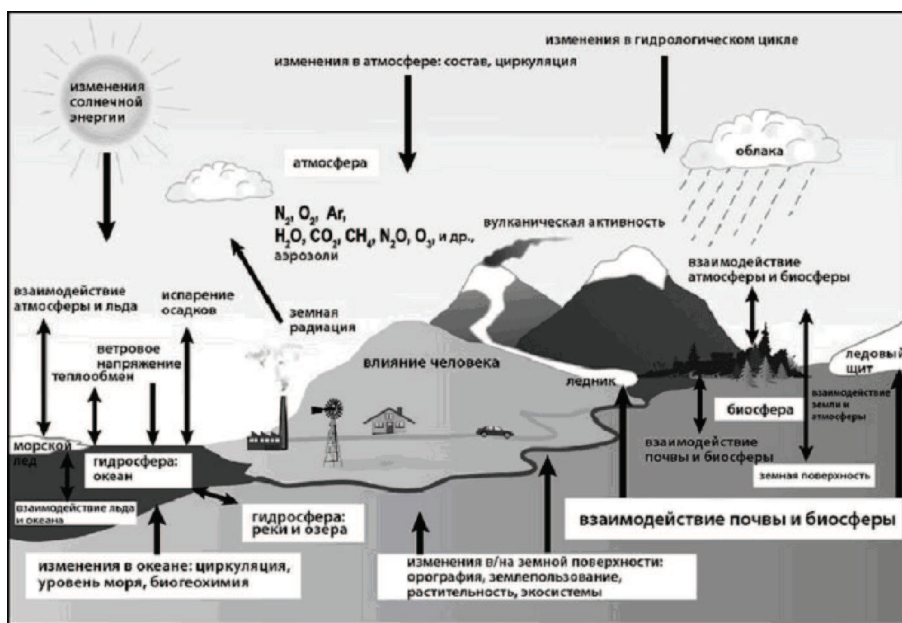 изменения в гидрологическом цикле
изменения в атмосфере: состав, циркуляция
изменения
солнечной
энергии
облака
атмосфера
N₂, O₂, Ar,
H₂O, CO₂, CH₄, N₂O, O₃, и др.,
аэрозоли
вулканическая активность
взаимодействие
атмосферы и биосферы
взаимодействие
атмосферы и льда
испарение
осадков
земная
радиация
ветровое
напряжение
теплообмен
влияние человека
ледник
ледовый
щит
биосфера
взаимодействие
земли и
атмосферы
морской
лед
гидросфера:
океан
взаимодействие
почвы и биосферы
земная поверхность
взаимодействие льда
и океана
гидросфера:
реки и озера
взаимодействие почвы и биосферы
изменения в океане: циркуляция,
уровень моря, биогеохимия
изменения в/на земной поверхности:
орография, землепользование,
растительность, экосистемы